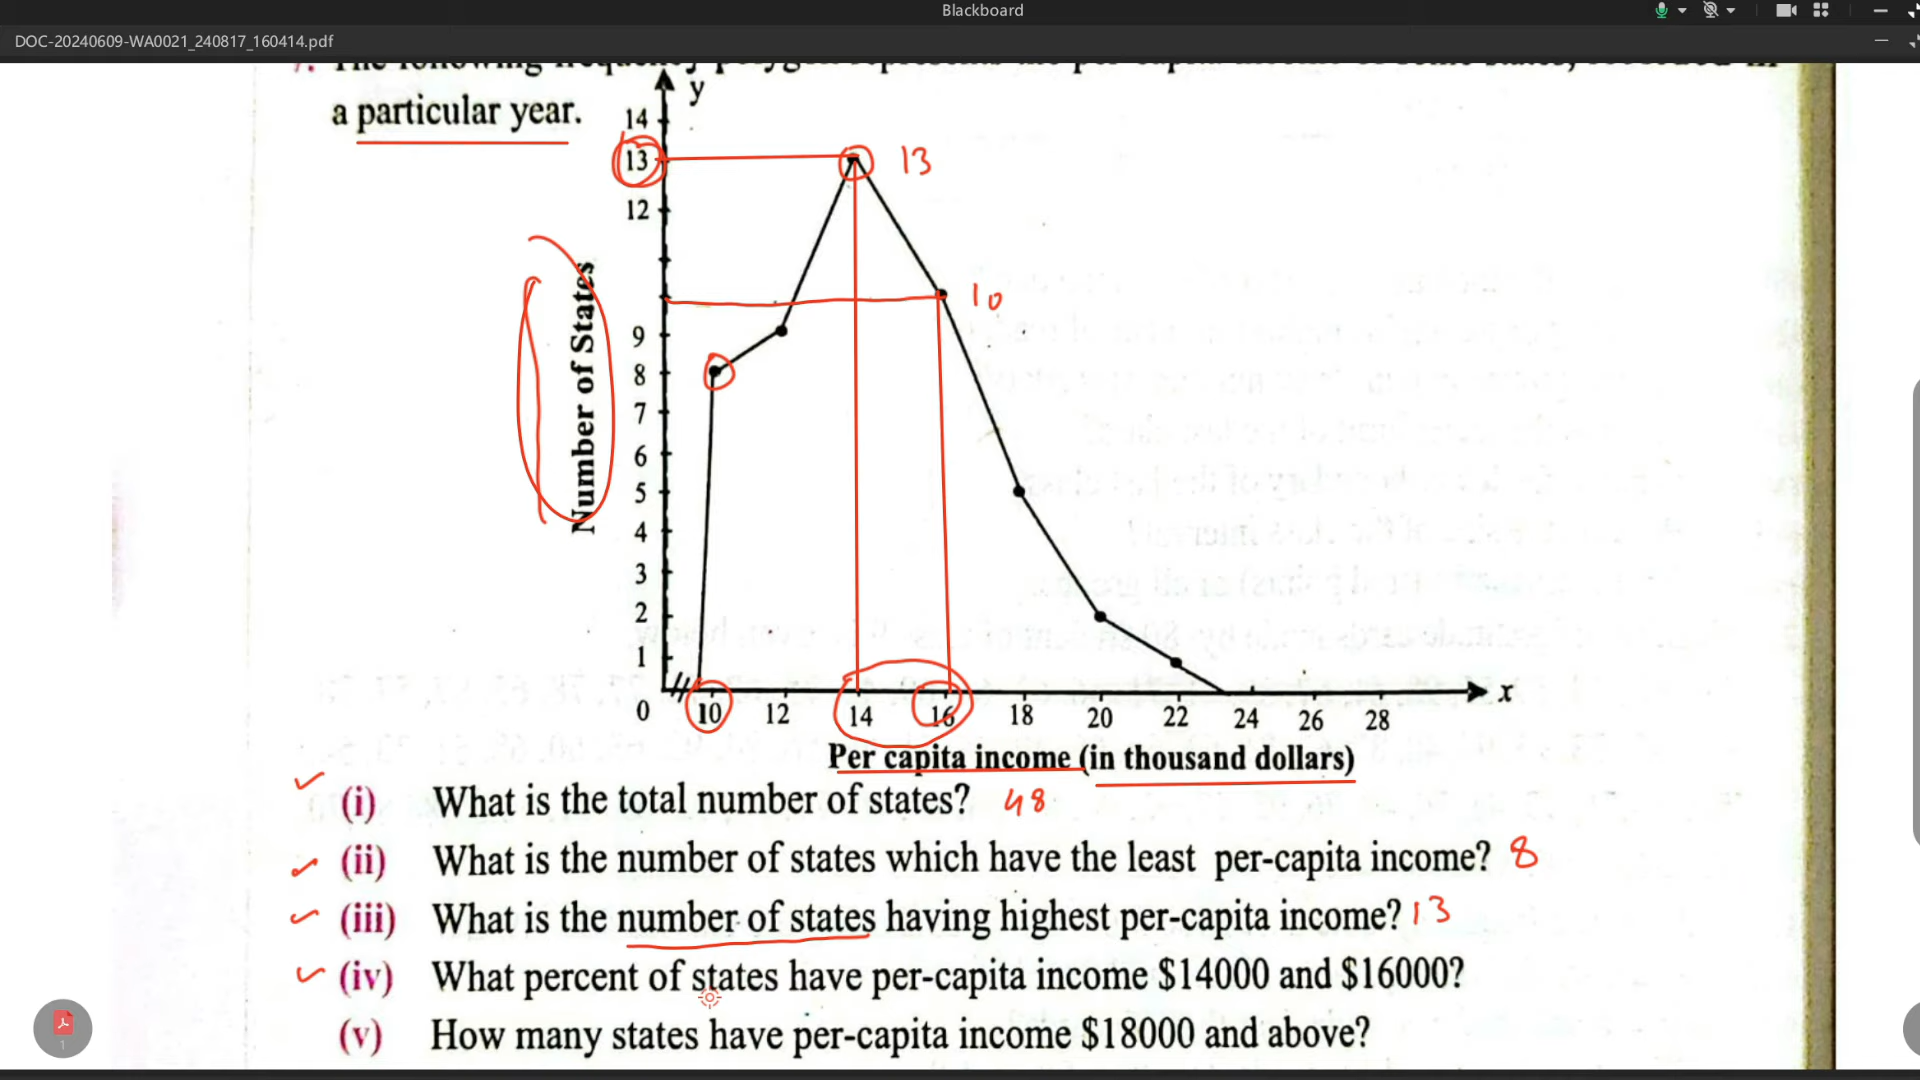 Blackboard
DOC-20240609-WA0021_240817_160414.pdf
a particular year.
y
14
13
13
12
10
9
8
7
6
5
4
3
2
1
0 10 12 14 16 18 20 22 24 26 28 x
Number of States
Per capita income (in thousand dollars)
(i) What is the total number of states? 48
(ii) What is the number of states which have the least per-capita income? 8
(iii) What is the number of states having highest per-capita income? 13
(iv) What percent of states have per-capita income $14000 and $16000?
(v) How many states have per-capita income $18000 and above?
1